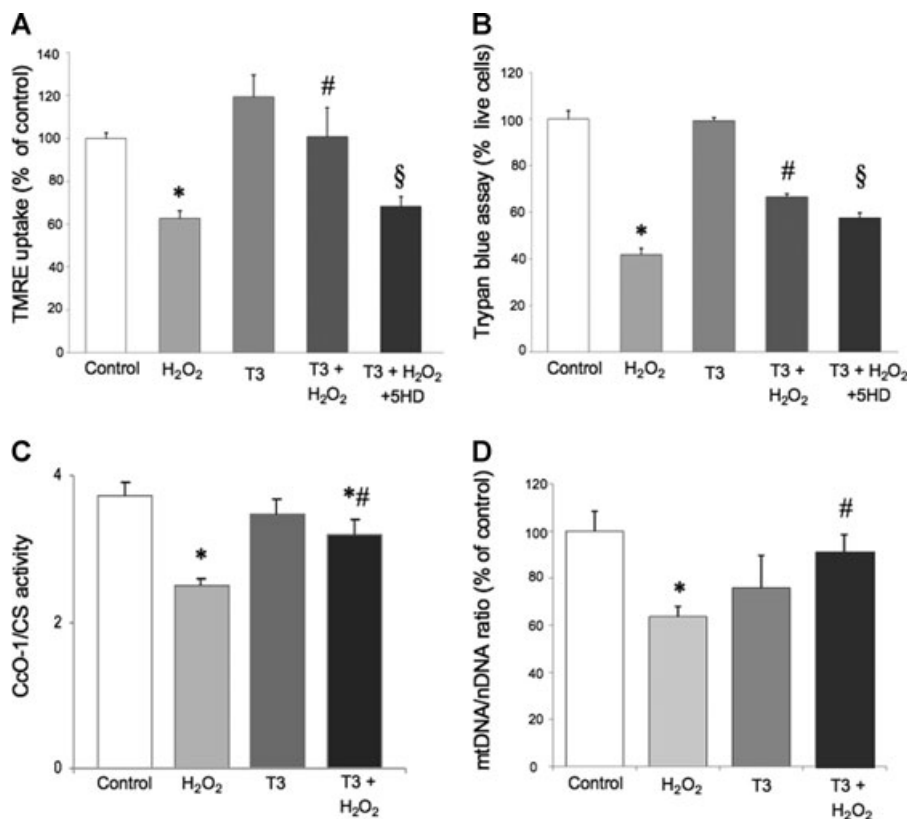 A
TMRE uptake (% of control)
140
120
100
80
60
40
20
0
*
#
§
Control
H₂O₂
T3
T3 +
H₂O₂
T3 + H₂O₂
+5HD
B
Trypan blue assay (% live cells)
120
100
80
60
40
20
0
*
#
§
Control
H₂O₂
T3
T3 +
H₂O₂
T3 + H₂O₂
+5HD
C
CcO-1/CS activity
4
2
0
*
*#
Control
H₂O₂
T3
T3 +
H₂O₂
D
mtDNA/nDNA ratio (% of control)
120
100
80
60
40
20
0
*
#
Control
H₂O₂
T3
T3 +
H₂O₂